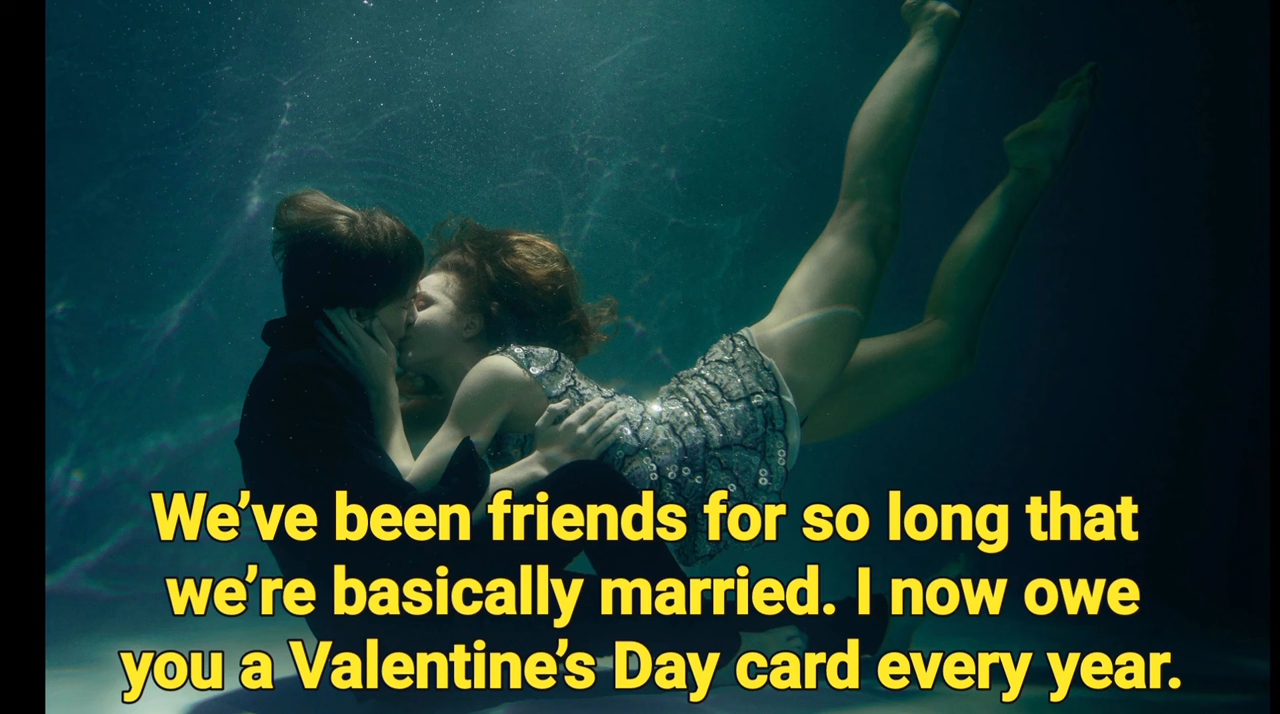 We’ve been friends for so long that
we’re basically married. I now owe
you a Valentine’s Day card every year.